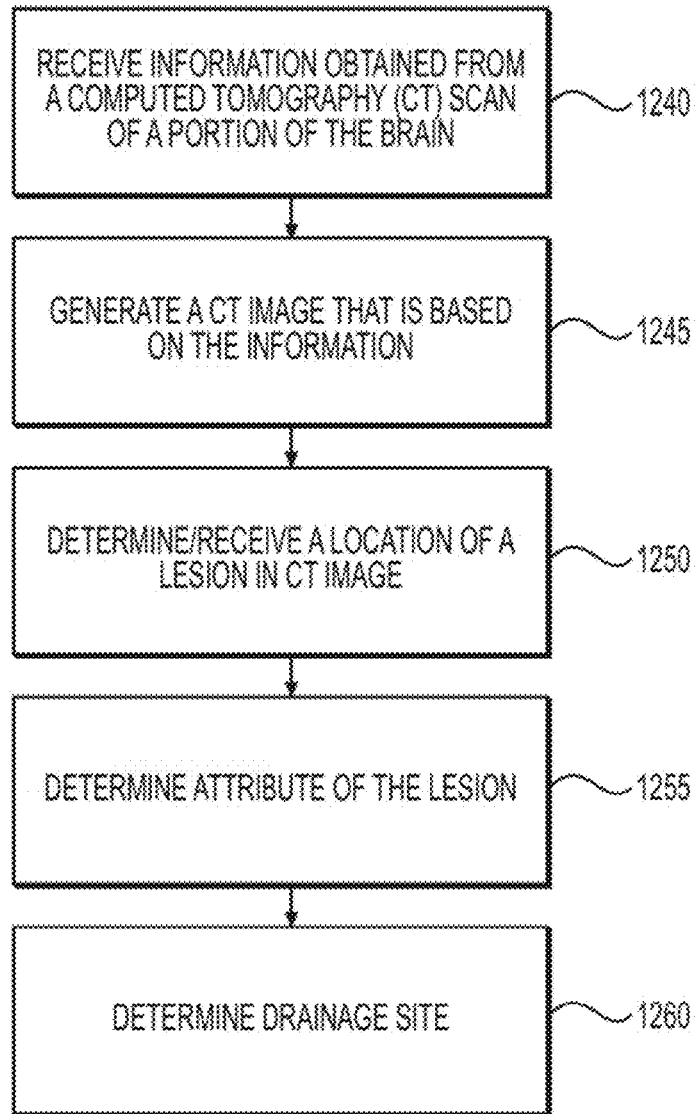 RECEIVE INFORMATION OBTAINED FROM
A COMPUTED TOMOGRAPHY (CT) SCAN
OF A PORTION OF THE BRAIN
1240
GENERATE A CT IMAGE THAT IS BASED
ON THE INFORMATION
1245
DETERMINE/RECEIVE A LOCATION OF A
LESION IN CT IMAGE
1250
DETERMINE ATTRIBUTE OF THE LESION
1255
DETERMINE DRAINAGE SITE
1260